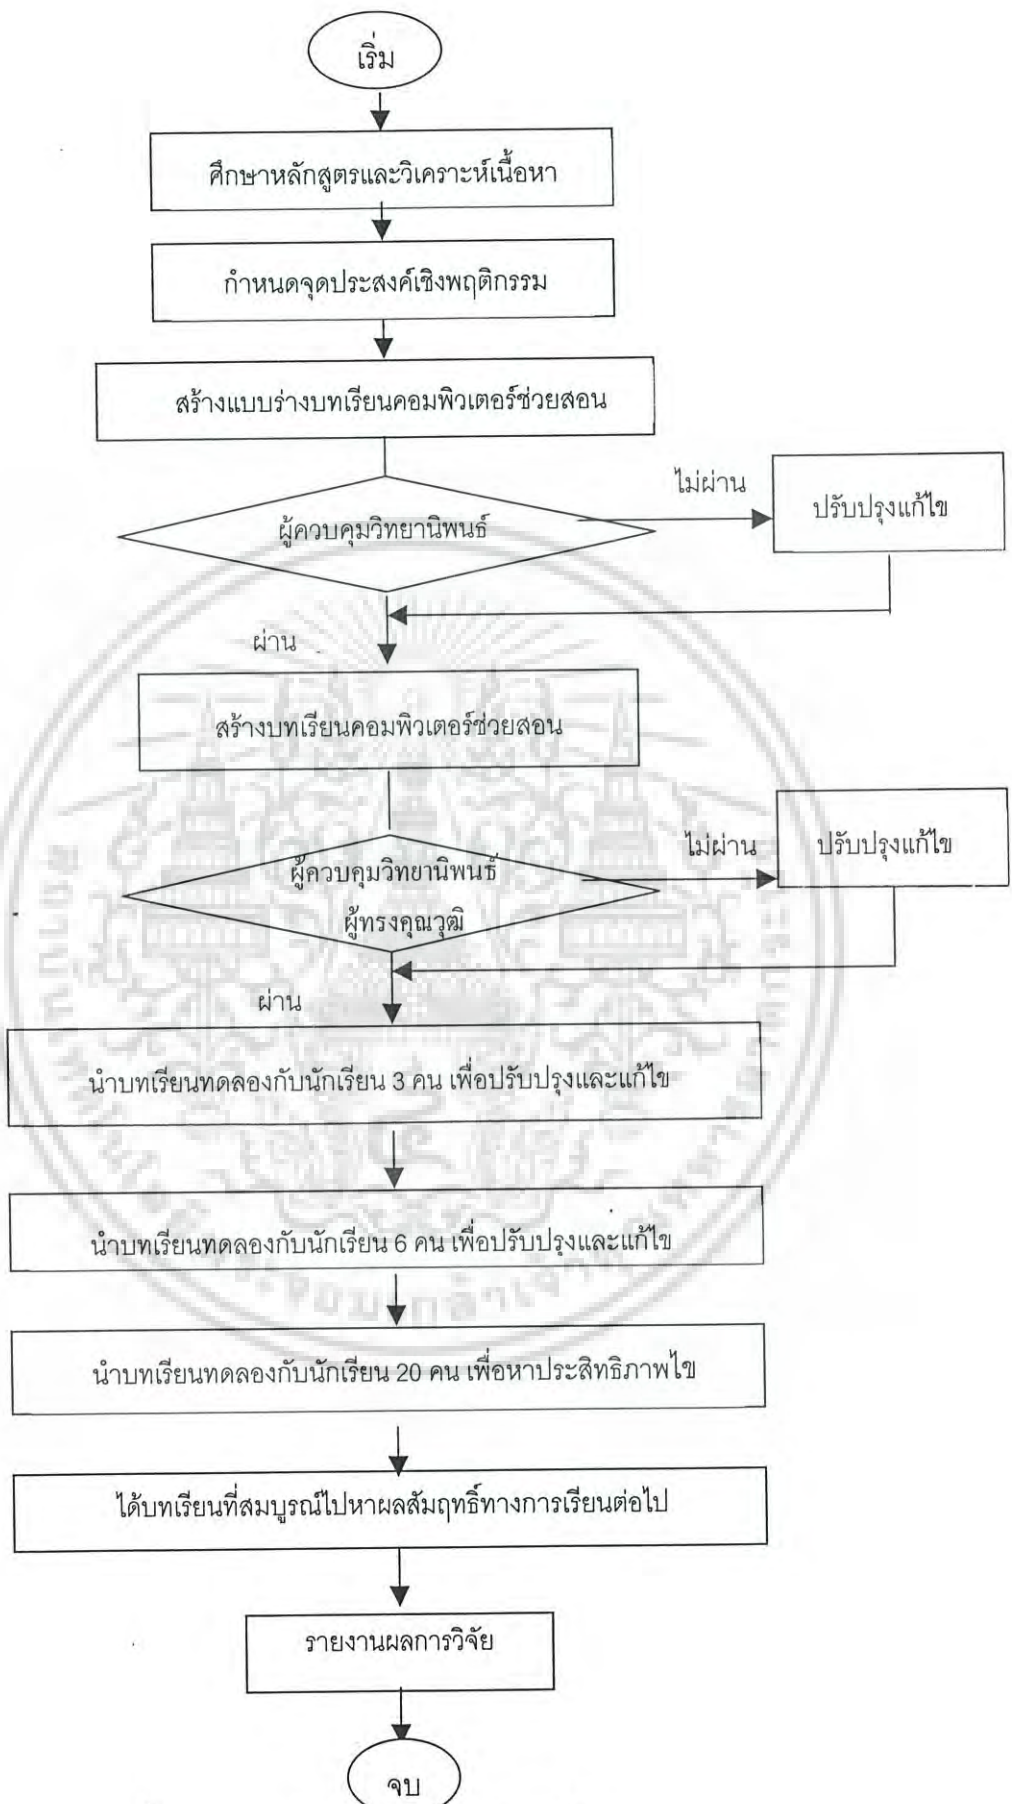 เริ่ม
ศึกษาหลักสูตรและวิเคราะห์เนื้อหา
กำหนดจุดประสงค์เชิงพฤติกรรม
สร้างแบบร่างบทเรียนคอมพิวเตอร์ช่วยสอน
ผู้ควบคุมวิทยานิพนธ์
ไม่ผ่าน
ปรับปรุงแก้ไข
ผ่าน
สร้างบทเรียนคอมพิวเตอร์ช่วยสอน
ผู้ควบคุมวิทยานิพนธ์
ผู้ทรงคุณวุฒิ
ไม่ผ่าน
ปรับปรุงแก้ไข
ผ่าน
นำบทเรียนทดลองกับนักเรียน 3 คน เพื่อปรับปรุงและแก้ไข
นำบทเรียนทดลองกับนักเรียน 6 คน เพื่อปรับปรุงและแก้ไข
นำบทเรียนทดลองกับนักเรียน 20 คน เพื่อหาประสิทธิภาพไข
ได้บทเรียนที่สมบูรณ์ไปหาผลสัมฤทธิ์ทางการเรียนต่อไป
รายงานผลการวิจัย
จบ